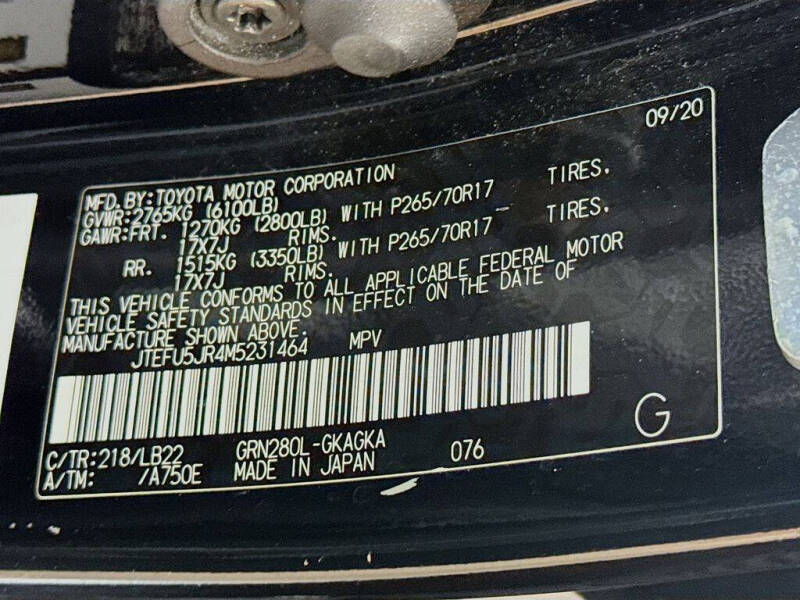 09/20
MFD. BY: TOYOTA MOTOR CORPORATION
GVWR: 2765KG (6100LB)
GAWR: FRT. 1270KG (2800LB) WITH P265/70R17 TIRES,
17X7J RIMS.
RR. 1515KG (3350LB) WITH P265/70R17 TIRES,
17X7J RIMS.
THIS VEHICLE CONFORMS TO ALL APPLICABLE FEDERAL MOTOR
VEHICLE SAFETY STANDARDS IN EFFECT ON THE DATE OF
MANUFACTURE SHOWN ABOVE.
JTEFU5JR4M5231464 MPV
C/TR: 218/LB22 GRN280L-GKAGKA 076 G
A/TM: /A750E MADE IN JAPAN